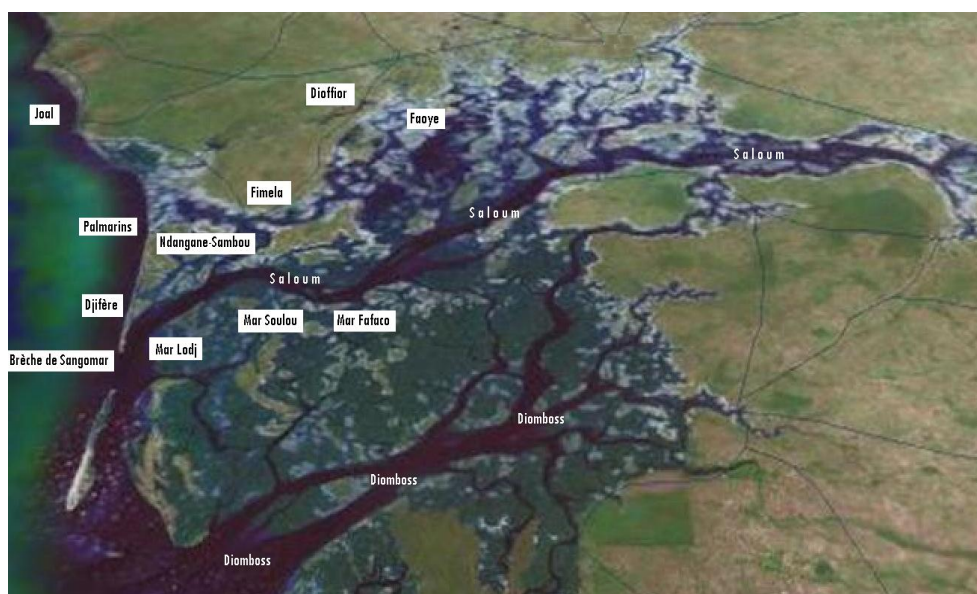 Dioffior
Joal
Faoye
Saloum
Fimela
Saloum
Palmarins
Ndangane-Sambou
Saloum
Djifère
Mar Soulou
Mar Fafaco
Mar Lodj
Brèche de Sangomar
Diomboss
Diomboss
Diomboss